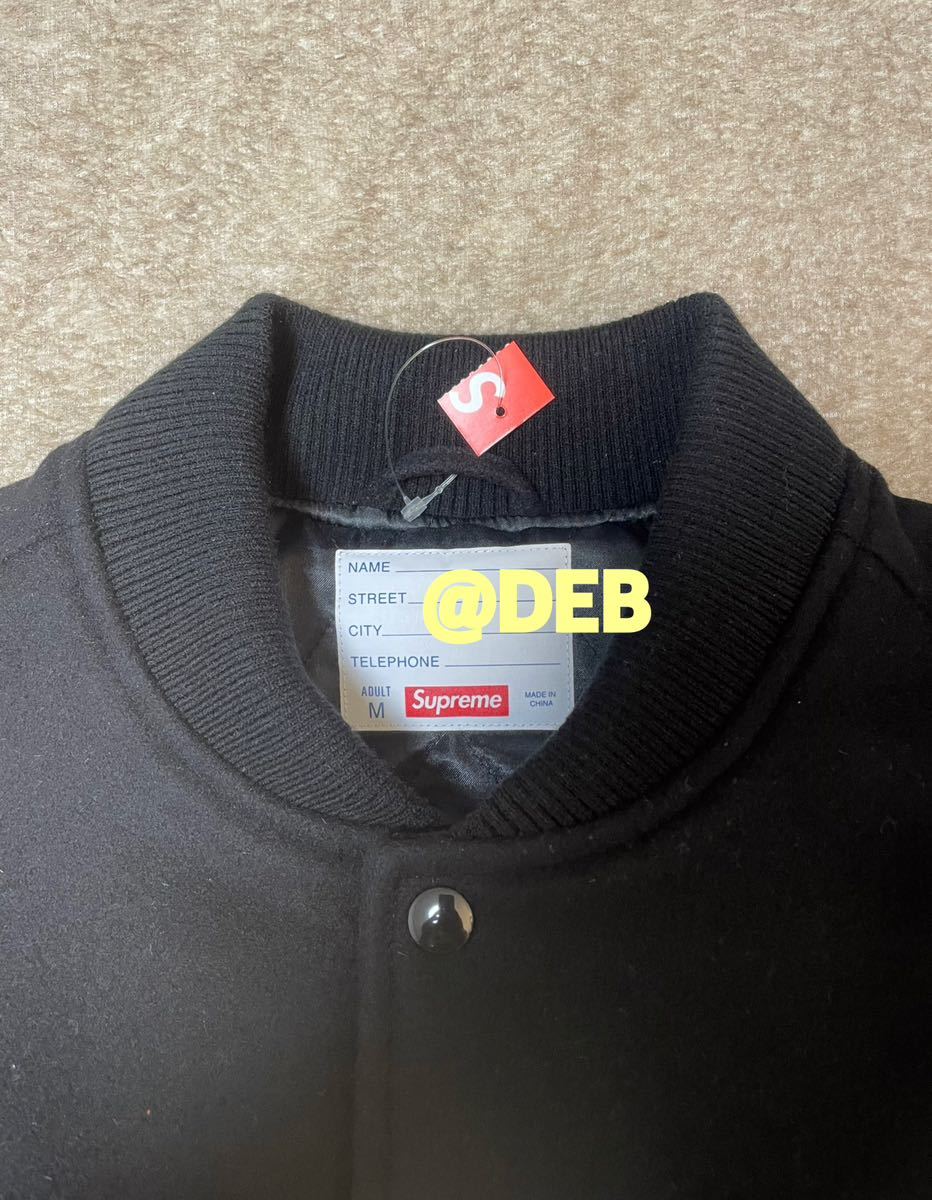 S
NAME
STREET
@DEB
CITY
TELEPHONE
ADULT
M
Supreme
MADE IN
CHINA